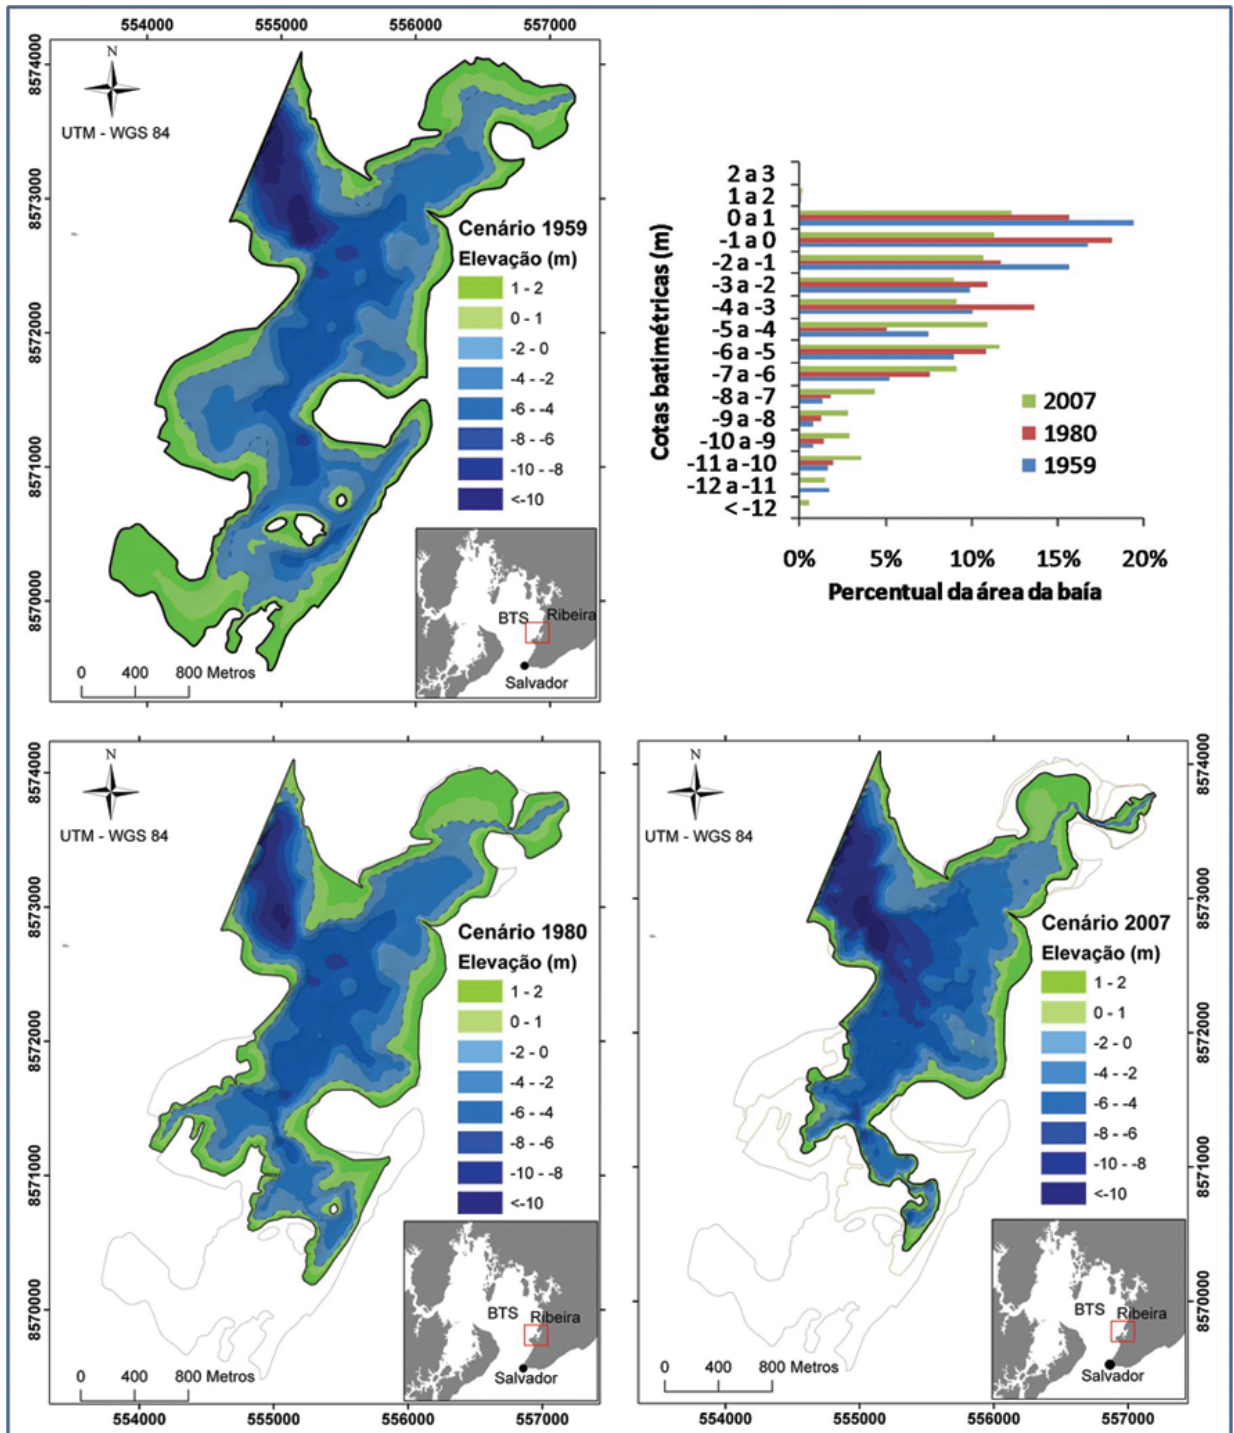 554000 555000 556000 557000
8574000
8573000
8572000
8571000
8570000
N
UTM - WGS 84
Cenário 1959
Elevação (m)
1 - 2
0 - 1
-2 - 0
-4 - -2
-6 - -4
-8 - -6
-10 - -8
<-10
BTS
Ribeira
Salvador
0 400 800 Metros
Cotas batimétricas (m)
2 a 3
1 a 2
0 a 1
-1 a 0
-2 a -1
-3 a -2
-4 a -3
-5 a -4
-6 a -5
-7 a -6
-8 a -7
-9 a -8
-10 a -9
-11 a -10
-12 a -11
< -12
2007
1980
1959
0% 5% 10% 15% 20%
Percentual da área da baía
8574000
8573000
8572000
8571000
8570000
N
UTM - WGS 84
Cenário 1980
Elevação (m)
1 - 2
0 - 1
-2 - 0
-4 - -2
-6 - -4
-8 - -6
-10 - -8
<-10
BTS
Ribeira
Salvador
0 400 800 Metros
554000 555000 556000 557000
N
UTM - WGS 84
Cenário 2007
Elevação (m)
1 - 2
0 - 1
-2 - 0
-4 - -2
-6 - -4
-8 - -6
-10 - -8
<-10
BTS
Ribeira
Salvador
0 400 800 Metros
8574000
8573000
8572000
8571000
8570000
554000 555000 556000 557000